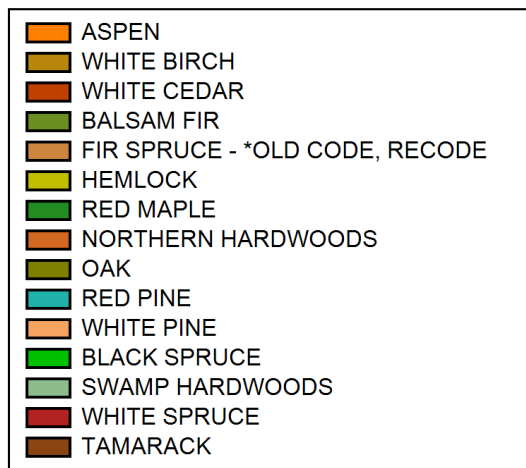 ASPEN
WHITE BIRCH
WHITE CEDAR
BALSAM FIR
FIR SPRUCE - *OLD CODE, RECODE
HEMLOCK
RED MAPLE
NORTHERN HARDWOODS
OAK
RED PINE
WHITE PINE
BLACK SPRUCE
SWAMP HARDWOODS
WHITE SPRUCE
TAMARACK